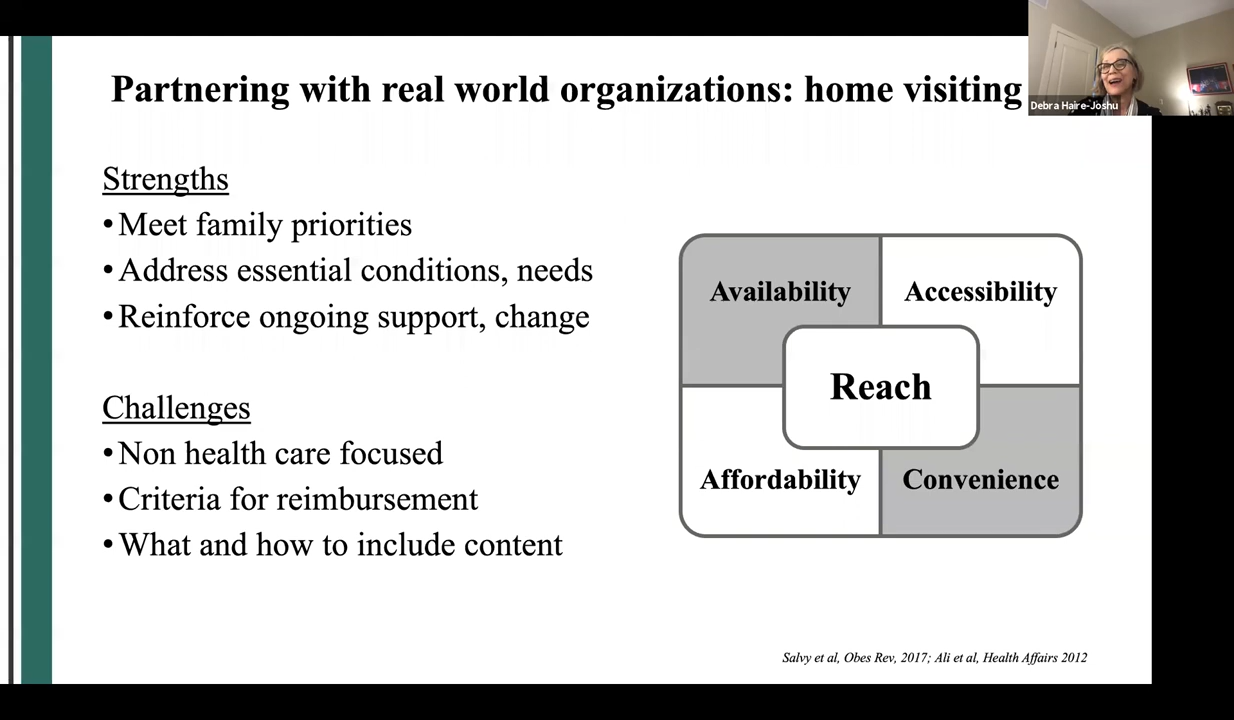 Partnering with real world organizations: home visiting
Debra Haire-Joshu
Strengths
•Meet family priorities
•Address essential conditions, needs
•Reinforce ongoing support, change
Challenges
•Non health care focused
•Criteria for reimbursement
•What and how to include content
Availability
Accessibility
Reach
Affordability
Convenience
Salvy et al, Obes Rev, 2017; Ali et al, Health Affairs 2012